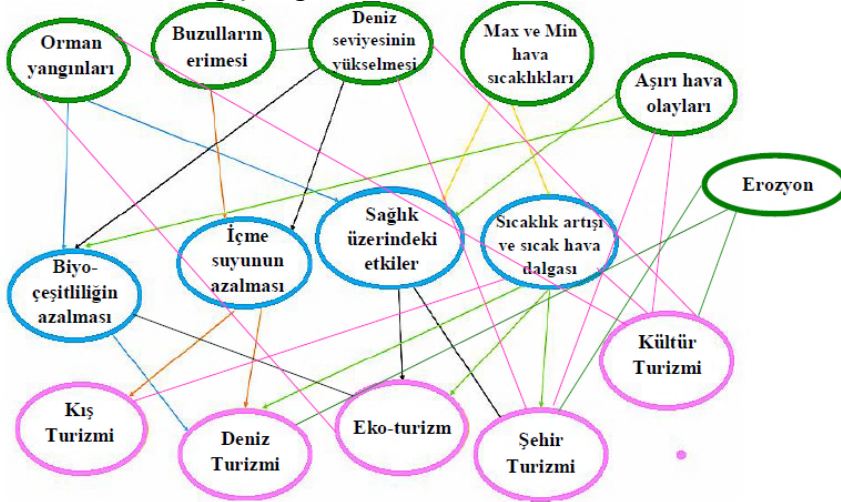 Orman
yangınları
Buzulların
erimesi
Deniz
seviyesinin
yükselmesi
Max ve Min
hava
sıcaklıkları
Aşırı hava
olayları
Erozyon
Biyo-
çeşitliliğin
azalması
İçme
suyunun
azalması
Sağlık
üzerindeki
etkiler
Sıcaklık artışı
ve sıcak hava
dalgası
Kültür
Turizmi
Kış
Turizmi
Deniz
Turizmi
Eko-turizm
Şehir
Turizmi